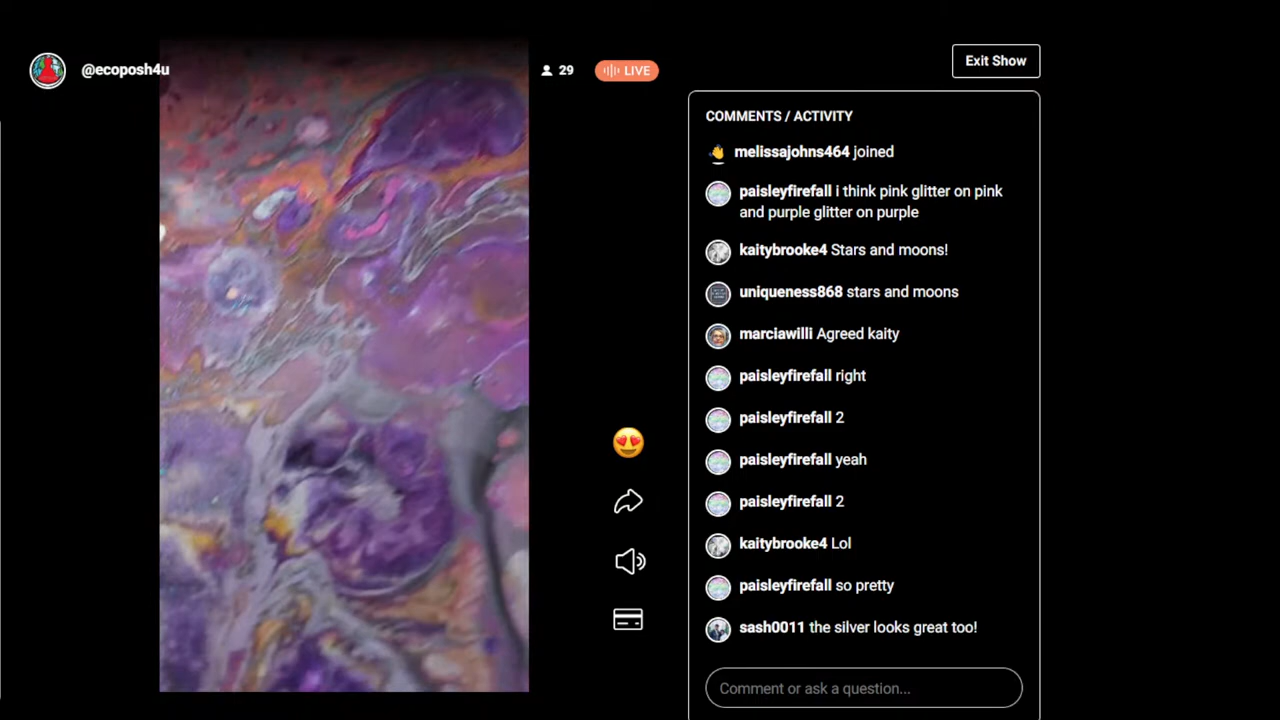 @ecoposh4u
29
LIVE
Exit Show
COMMENTS / ACTIVITY
melissajohns464 joined
paisleyfirefall i think pink glitter on pink
and purple glitter on purple
kaitybrooke4 Stars and moons!
uniqueness868 stars and moons
marciawilli Agreed kaity
paisleyfirefall right
paisleyfirefall 2
paisleyfirefall yeah
paisleyfirefall 2
kaitybrooke4 Lol
paisleyfirefall so pretty
sash0011 the silver looks great too!
Comment or ask a question...